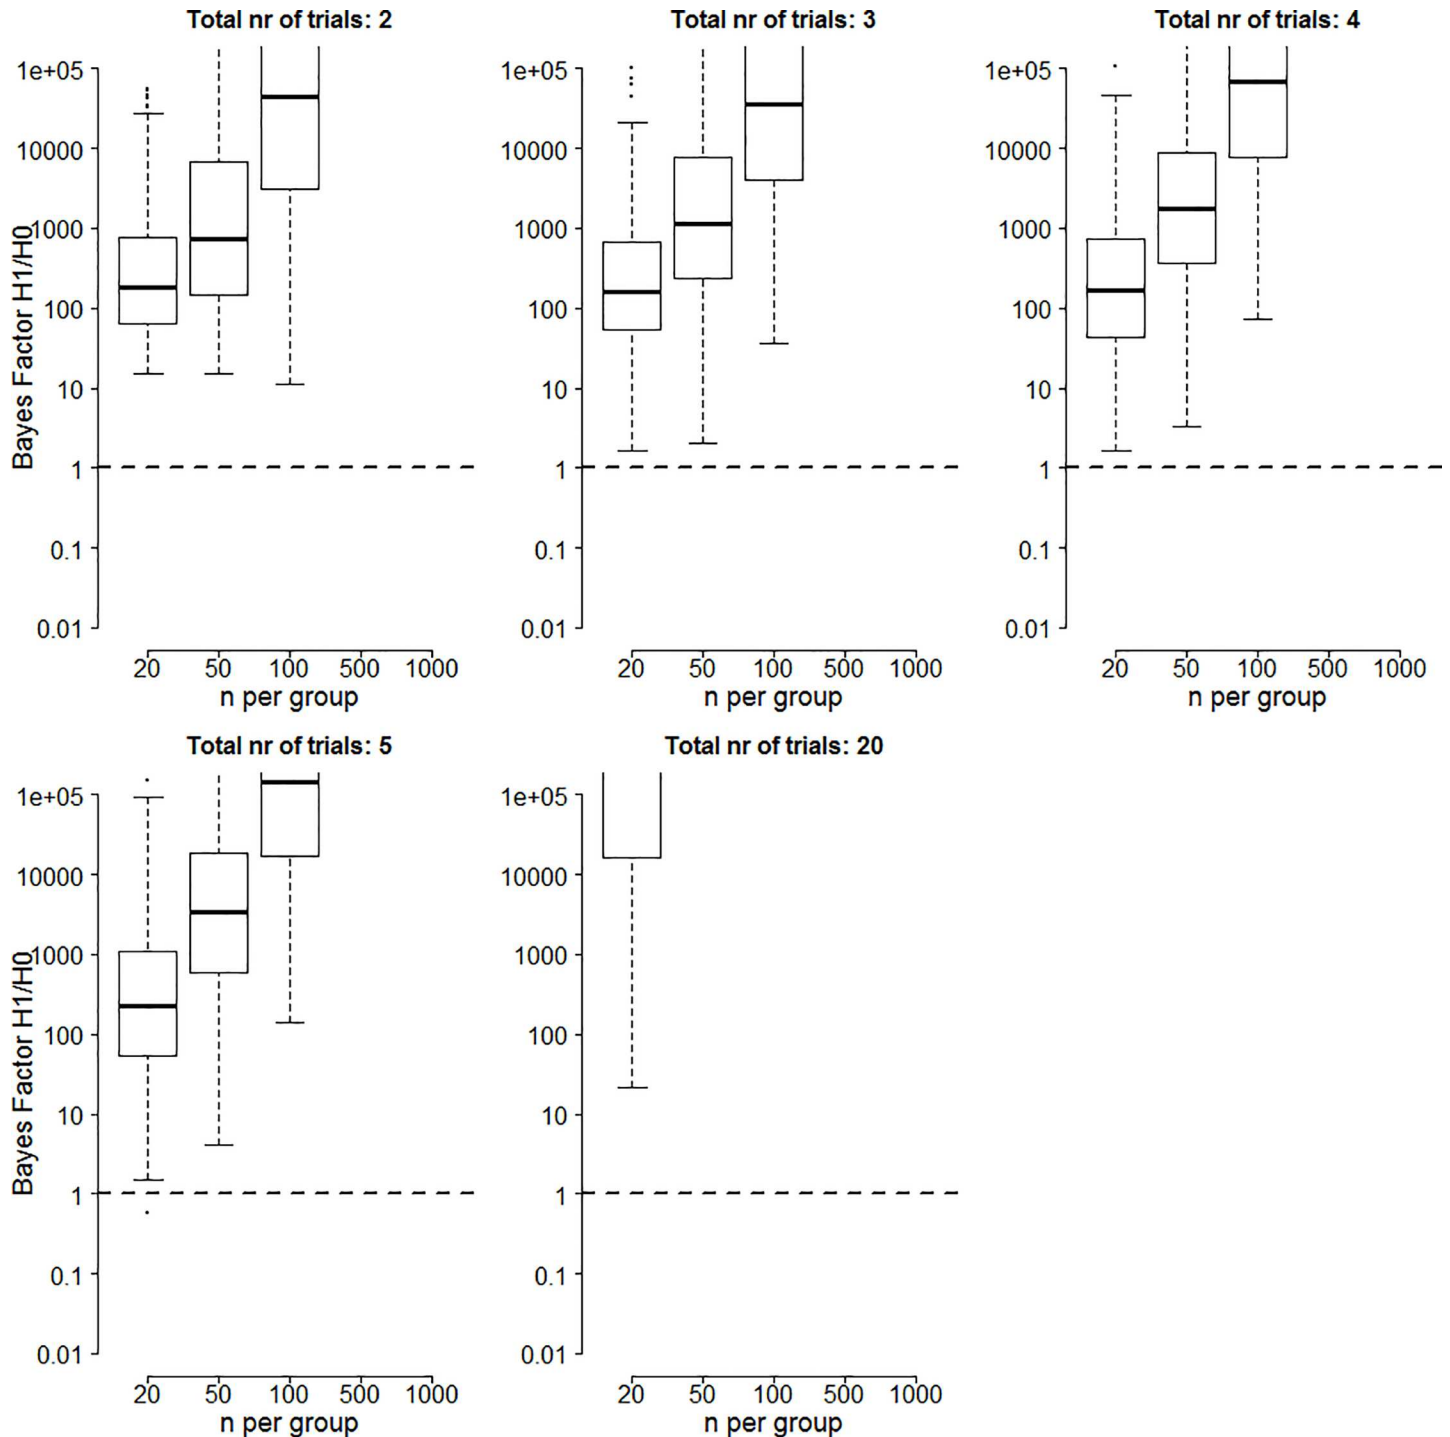 Total nr of trials: 2
Total nr of trials: 3
Total nr of trials: 4
Bayes Factor H1/H0
1e+05
10000
1000
100
10
1
0.1
0.01
20 50 100 500 1000
n per group
1e+05
10000
1000
100
10
1
0.1
0.01
20 50 100 500 1000
n per group
1e+05
10000
1000
100
10
1
0.1
0.01
20 50 100 500 1000
n per group
Total nr of trials: 5
Total nr of trials: 20
Bayes Factor H1/H0
1e+05
10000
1000
100
10
1
0.1
0.01
20 50 100 500 1000
n per group
1e+05
10000
1000
100
10
1
0.1
0.01
20 50 100 500 1000
n per group